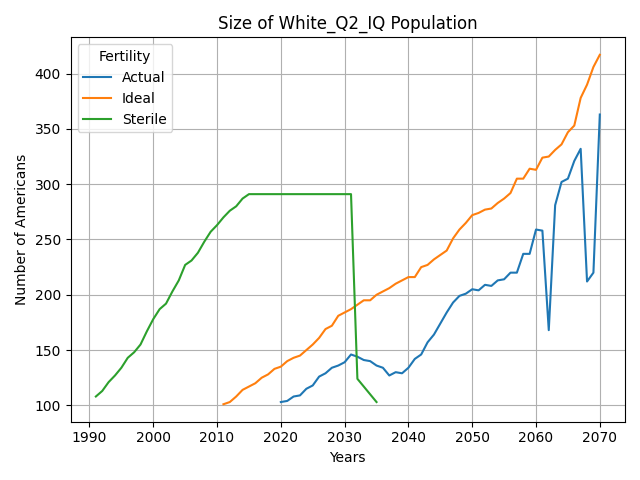 Size of White_Q2_IQ Population
Fertility
Actual
Ideal
Sterile
Number of Americans
400
350
300
250
200
150
100
1990 2000 2010 2020 2030 2040 2050 2060 2070
Years